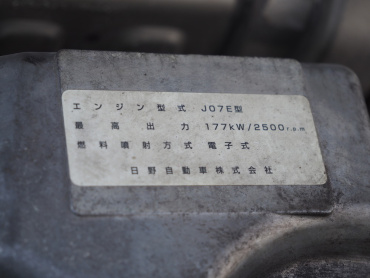 エンジン型式 J07E型
最高出力 177kW/2500r.p.m
燃料噴射方式 電子式
日野自動車株式会社